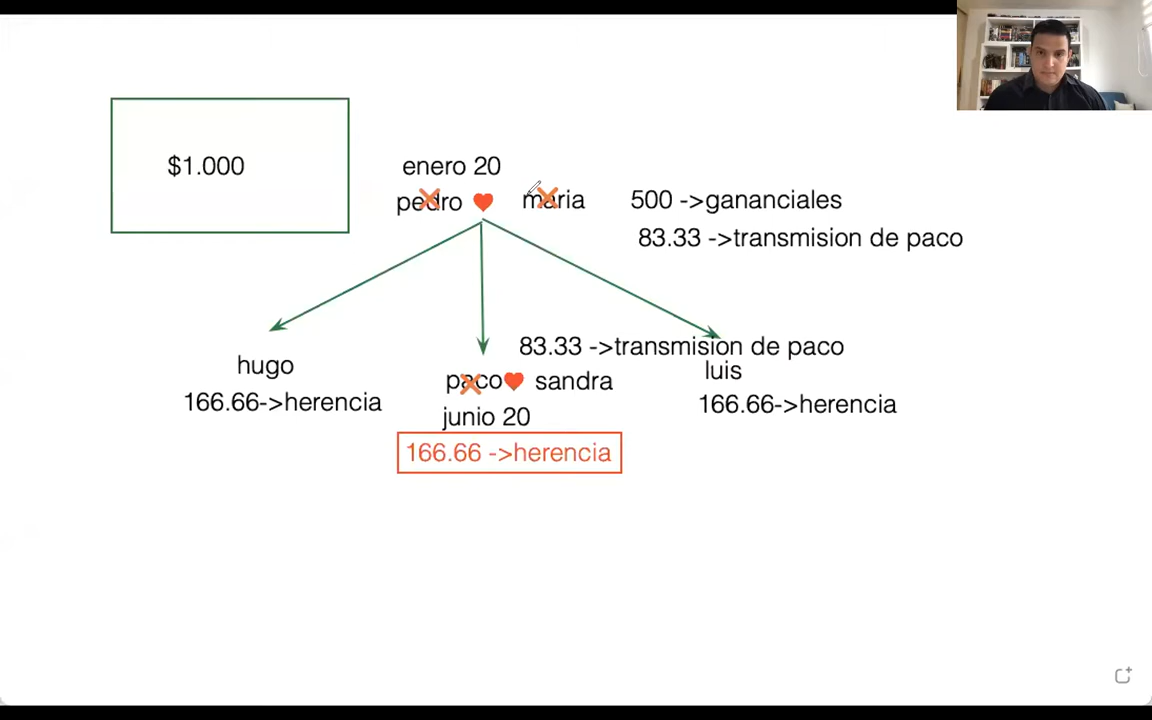 $1.000
enero 20
pedro maria
500 ->gananciales
83.33 ->transmision de paco
83.33 ->transmision de paco
hugo
paco sandra
luis
166.66->herencia
junio 20
166.66->herencia
166.66 ->herencia